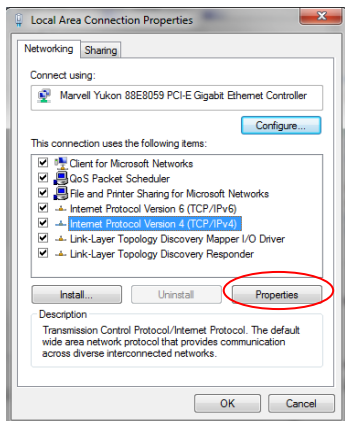 Local Area Connection Properties
Networking
Sharing
Connect using:
Marvell Yukon 88E8059 PCI-E Gigabit Ethernet Controller
Configure...
This connection uses the following items:
Client for Microsoft Networks
QoS Packet Scheduler
File and Printer Sharing for Microsoft Networks
Internet Protocol Version 6 (TCP/IPv6)
Internet Protocol Version 4 (TCP/IPv4)
Link-Layer Topology Discovery Mapper I/O Driver
Link-Layer Topology Discovery Responder
Install...
Uninstall
Properties
Description
Transmission Control Protocol/Internet Protocol. The default
wide area network protocol that provides communication
across diverse interconnected networks.
OK
Cancel